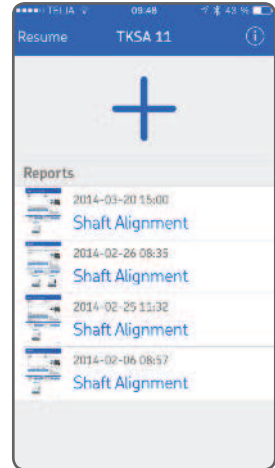 TELIA 09:48 43 %
Resume TKSA 11
Reports
2014-03-20 15:00
Shaft Alignment
2014-02-26 08:35
Shaft Alignment
2014-02-25 11:32
Shaft Alignment
2014-02-06 08:57
Shaft Alignment